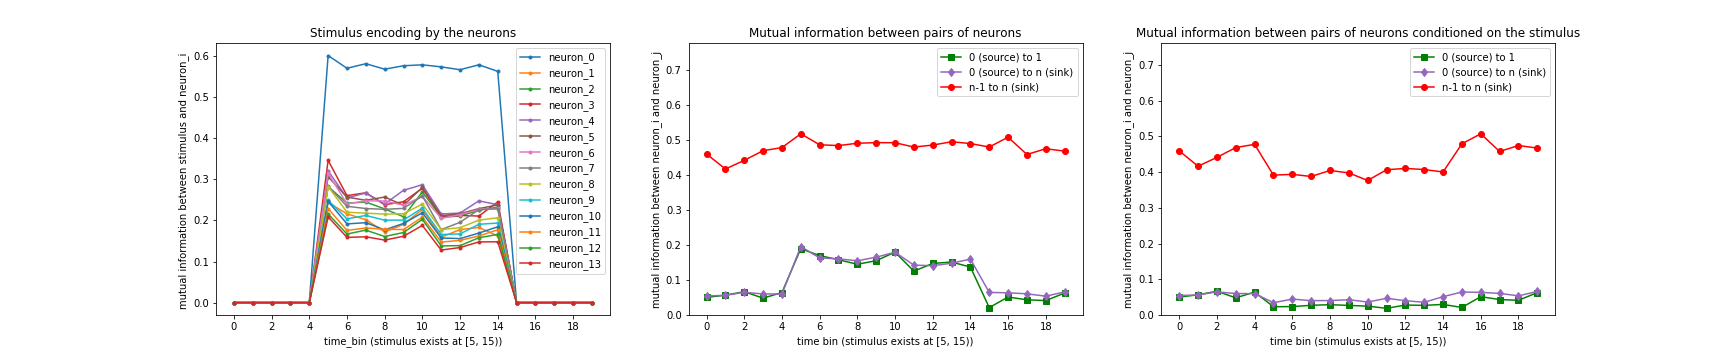 Stimulus encoding by the neurons
mutual information between stimulus and neuron_i
0.6
0.5
0.4
0.3
0.2
0.1
0.0
0 2 4 6 8 10 12 14 16 18
time_bin (stimulus exists at [5, 15))
neuron_0
neuron_1
neuron_2
neuron_3
neuron_4
neuron_5
neuron_6
neuron_7
neuron_8
neuron_9
neuron_10
neuron_11
neuron_12
neuron_13
Mutual information between pairs of neurons
mutual information between neuron_i and neuron_j
0.7
0.6
0.5
0.4
0.3
0.2
0.1
0.0
0 2 4 6 8 10 12 14 16 18
time bin (stimulus exists at [5, 15))
0 (source) to 1
0 (source) to n (sink)
n-1 to n (sink)
Mutual information between pairs of neurons conditioned on the stimulus
mutual information between neuron_i and neuron_j
0.7
0.6
0.5
0.4
0.3
0.2
0.1
0.0
0 2 4 6 8 10 12 14 16 18
time bin (stimulus exists at [5, 15))
0 (source) to 1
0 (source) to n (sink)
n-1 to n (sink)